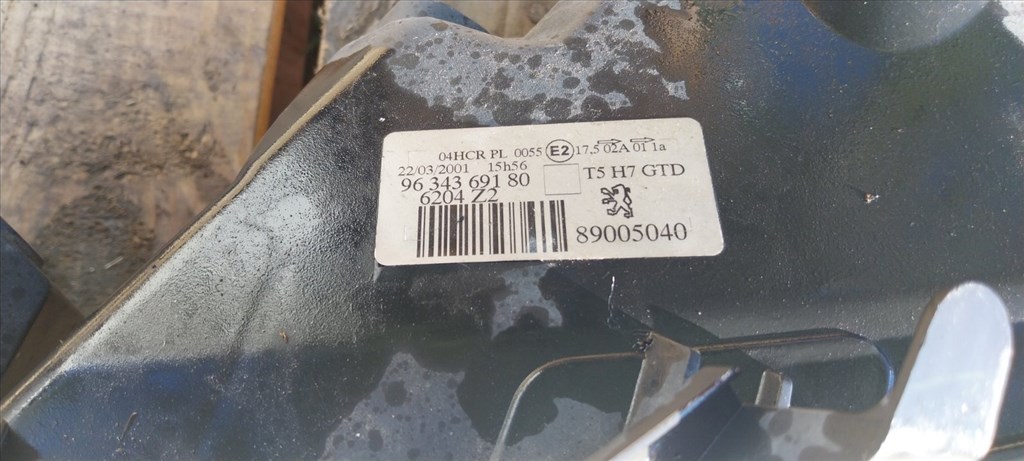 04HCR PL 0055 E2 17,5 02A 01 1a
22/03/2001 15h56
96 343 691 80 T5 H7 GTD
6204 Z2
89005040